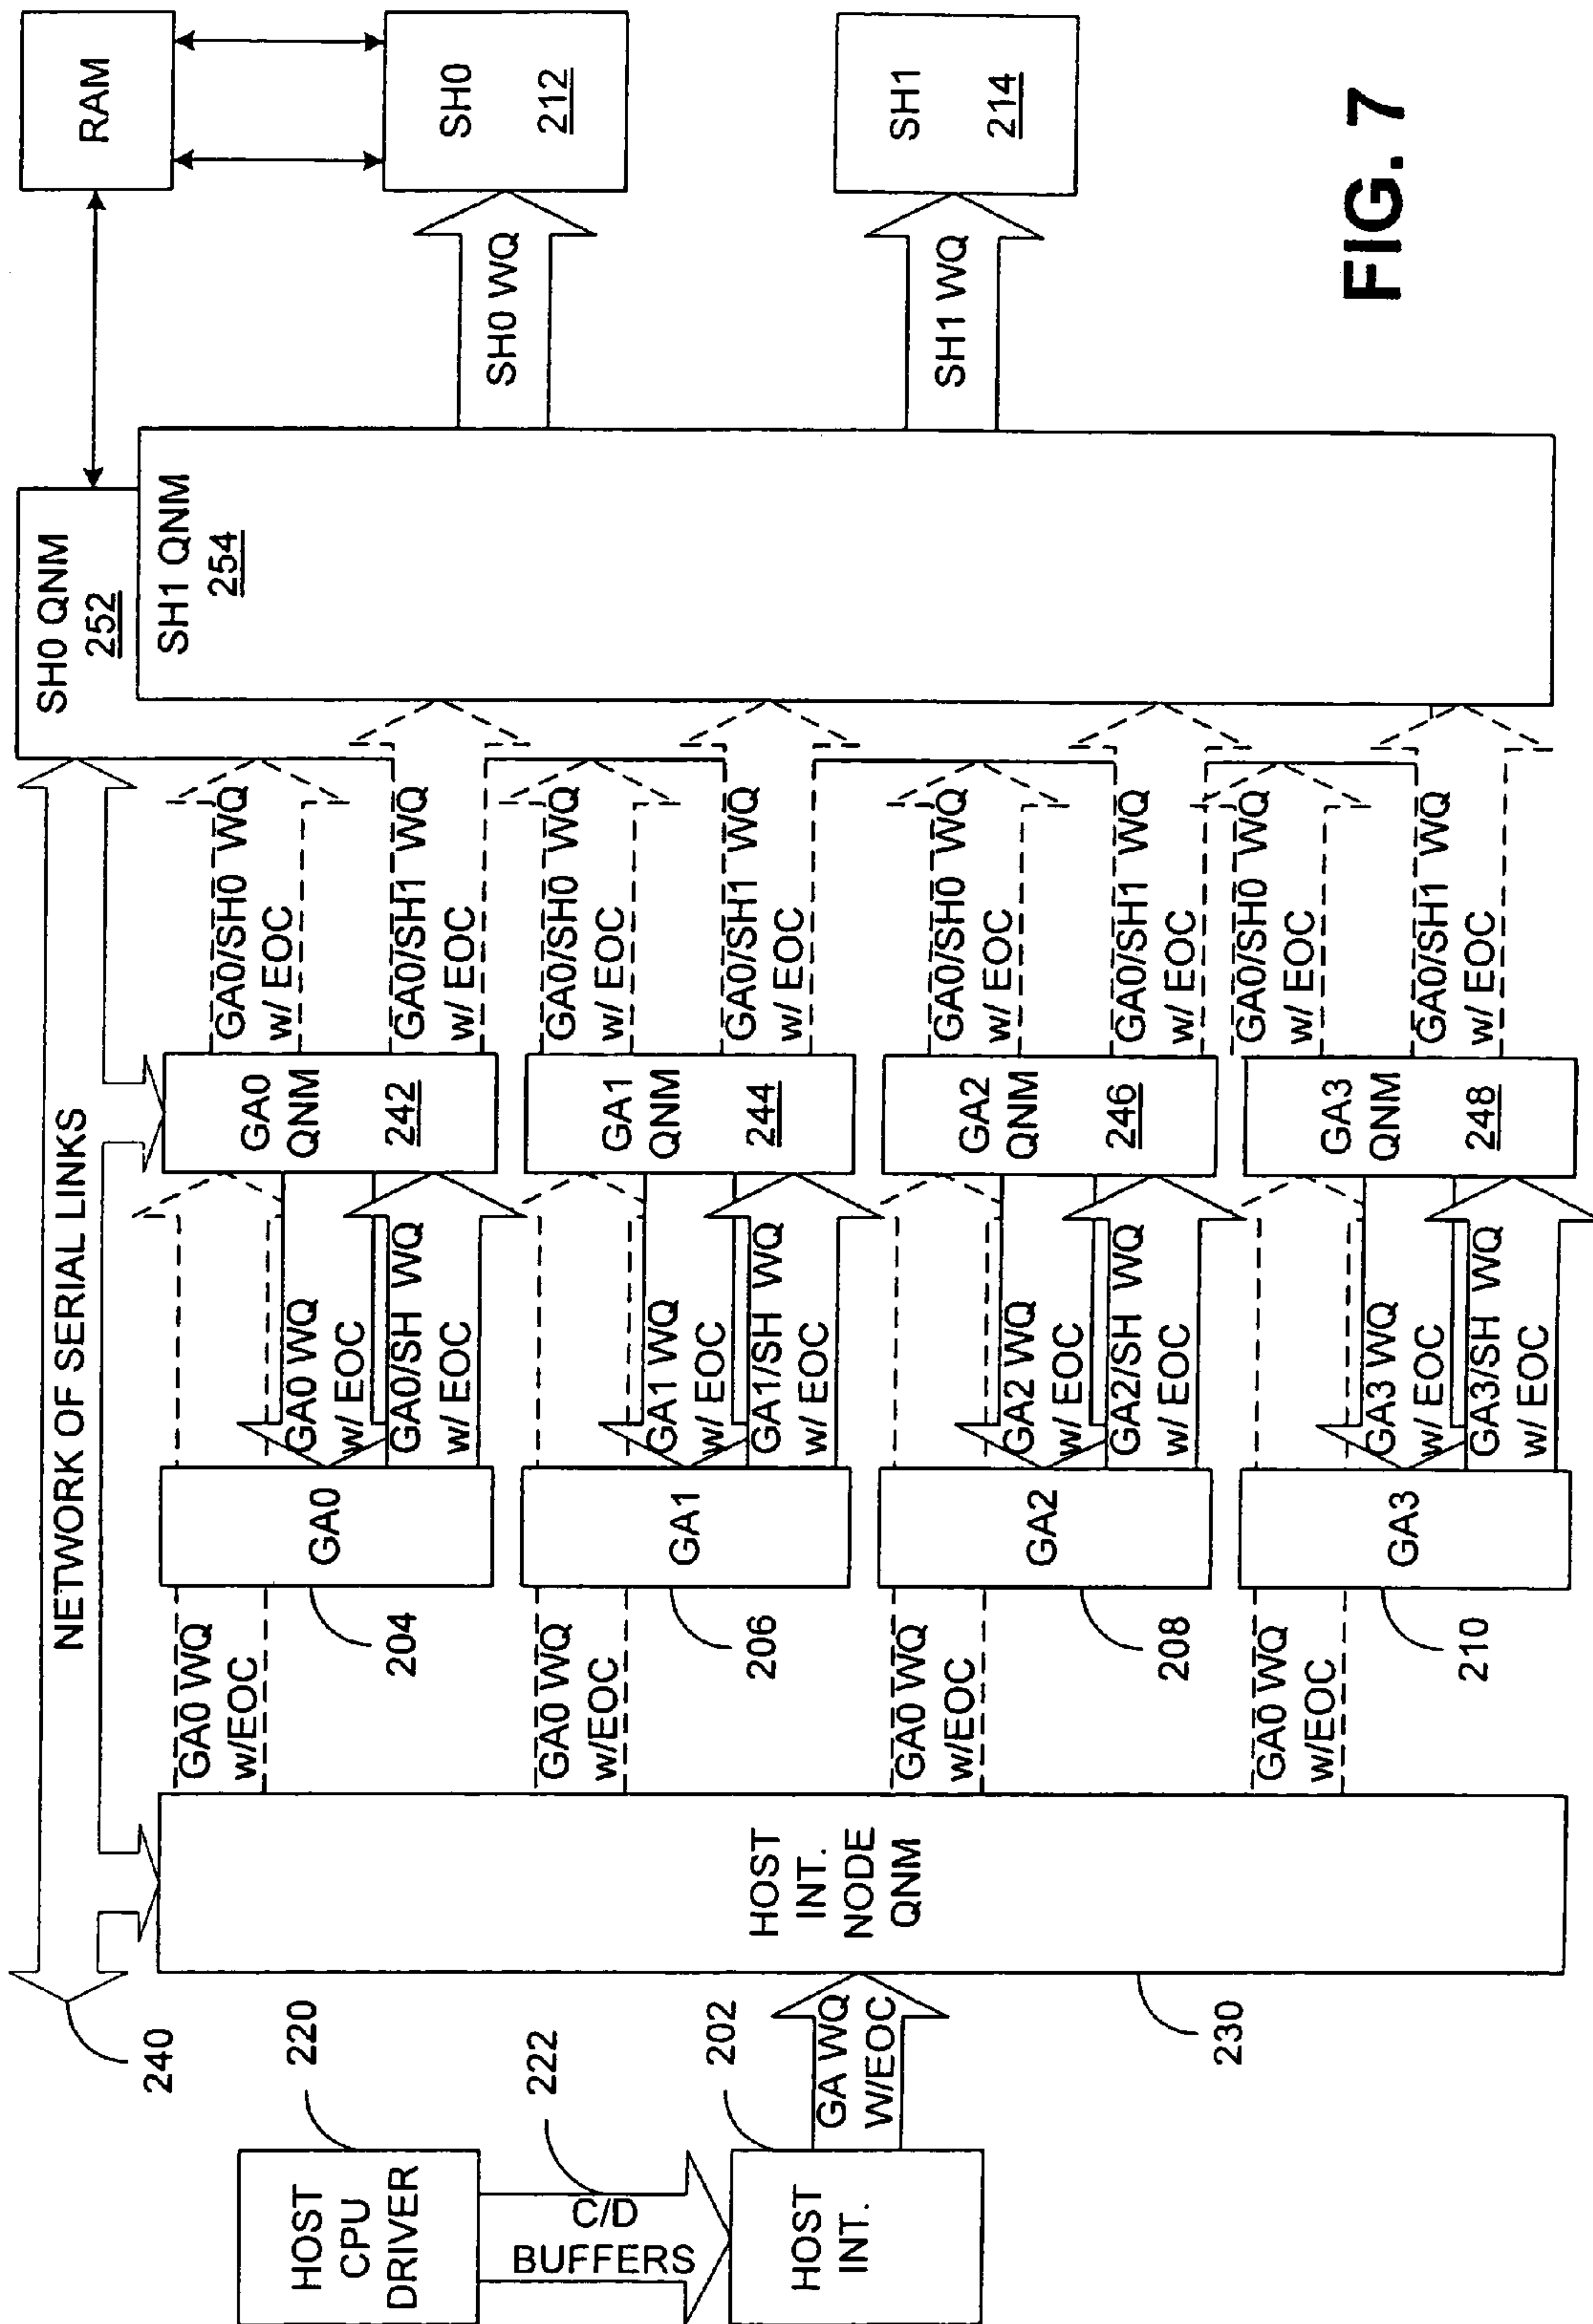 NETWORK OF SERIAL LINKS
240
HOST
CPU
DRIVER
220
C/D
BUFFERS
222
HOST
INT.
202
GA WQ
W/EOC
HOST
INT.
NODE
QNM
230
GA0 WQ
w/EOC
GA0 WQ
w/EOC
GA0 WQ
w/EOC
GA0 WQ
w/EOC
GA0
204
GA1
206
GA2
208
GA3
210
GA0 WQ
w/ EOC
GA0/SH WQ
w/ EOC
GA1 WQ
w/ EOC
GA1/SH WQ
w/ EOC
GA2 WQ
w/ EOC
GA2/SH WQ
w/ EOC
GA3 WQ
w/ EOC
GA3/SH WQ
w/ EOC
GA0
QNM
242
GA1
QNM
244
GA2
QNM
246
GA3
QNM
248
GA0/SH0 WQ
w/ EOC
GA0/SH1 WQ
w/ EOC
GA0/SH0 WQ
w/ EOC
GA0/SH1 WQ
w/ EOC
GA0/SH0 WQ
w/ EOC
GA0/SH1 WQ
w/ EOC
GA0/SH0 WQ
w/ EOC
GA0/SH1 WQ
w/ EOC
SH0 QNM
252
SH1 QNM
254
SH0 WQ
SH1 WQ
RAM
SH0
212
SH1
214
FIG. 7